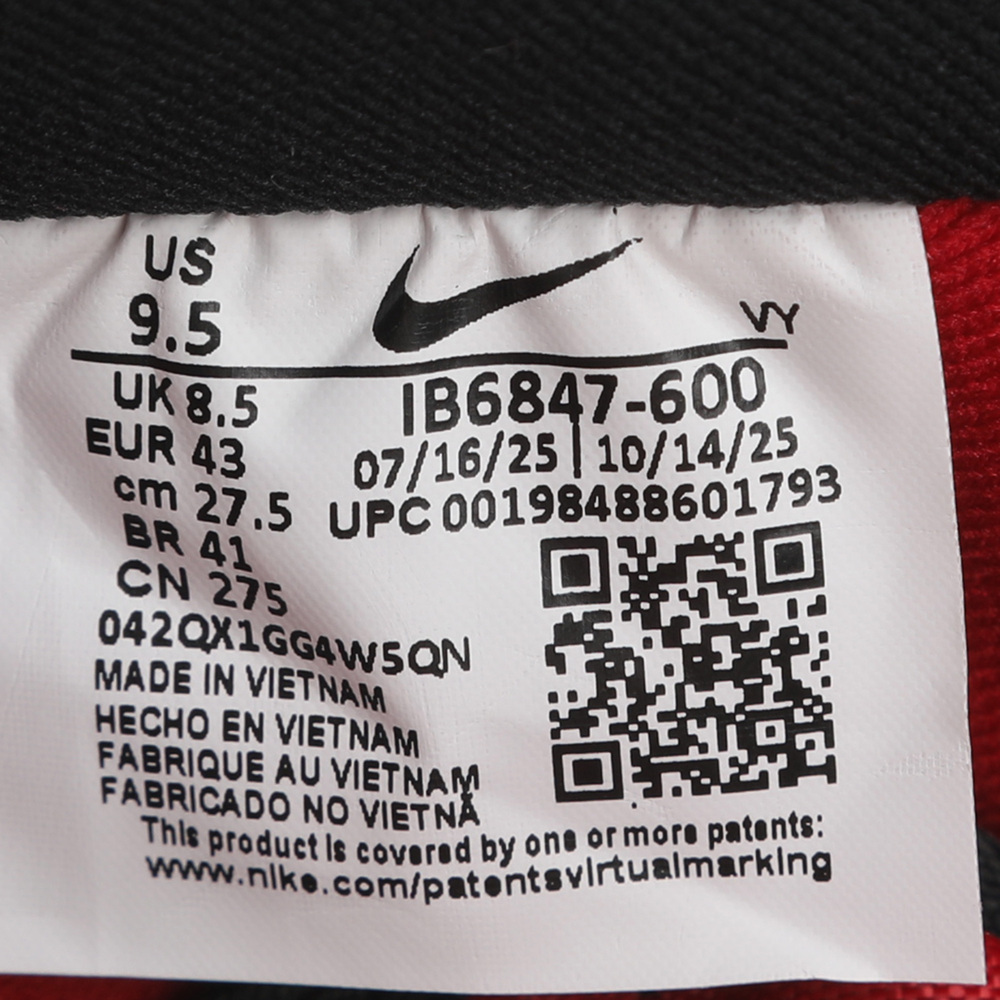 US
9.5
VY
UK 8.5
EUR 43
cm 27.5
BR 41
CN 275
IB6847-600
07/16/25 | 10/14/25
UPC 00198488601793
042QX1GG4W5QN
MADE IN VIETNAM
HECHO EN VIETNAM
FABRIQUE AU VIETNAM
FABRICADO NO VIETNÃ
This product is covered by one or more patents:
www.nike.com/patentsvirtualmarking